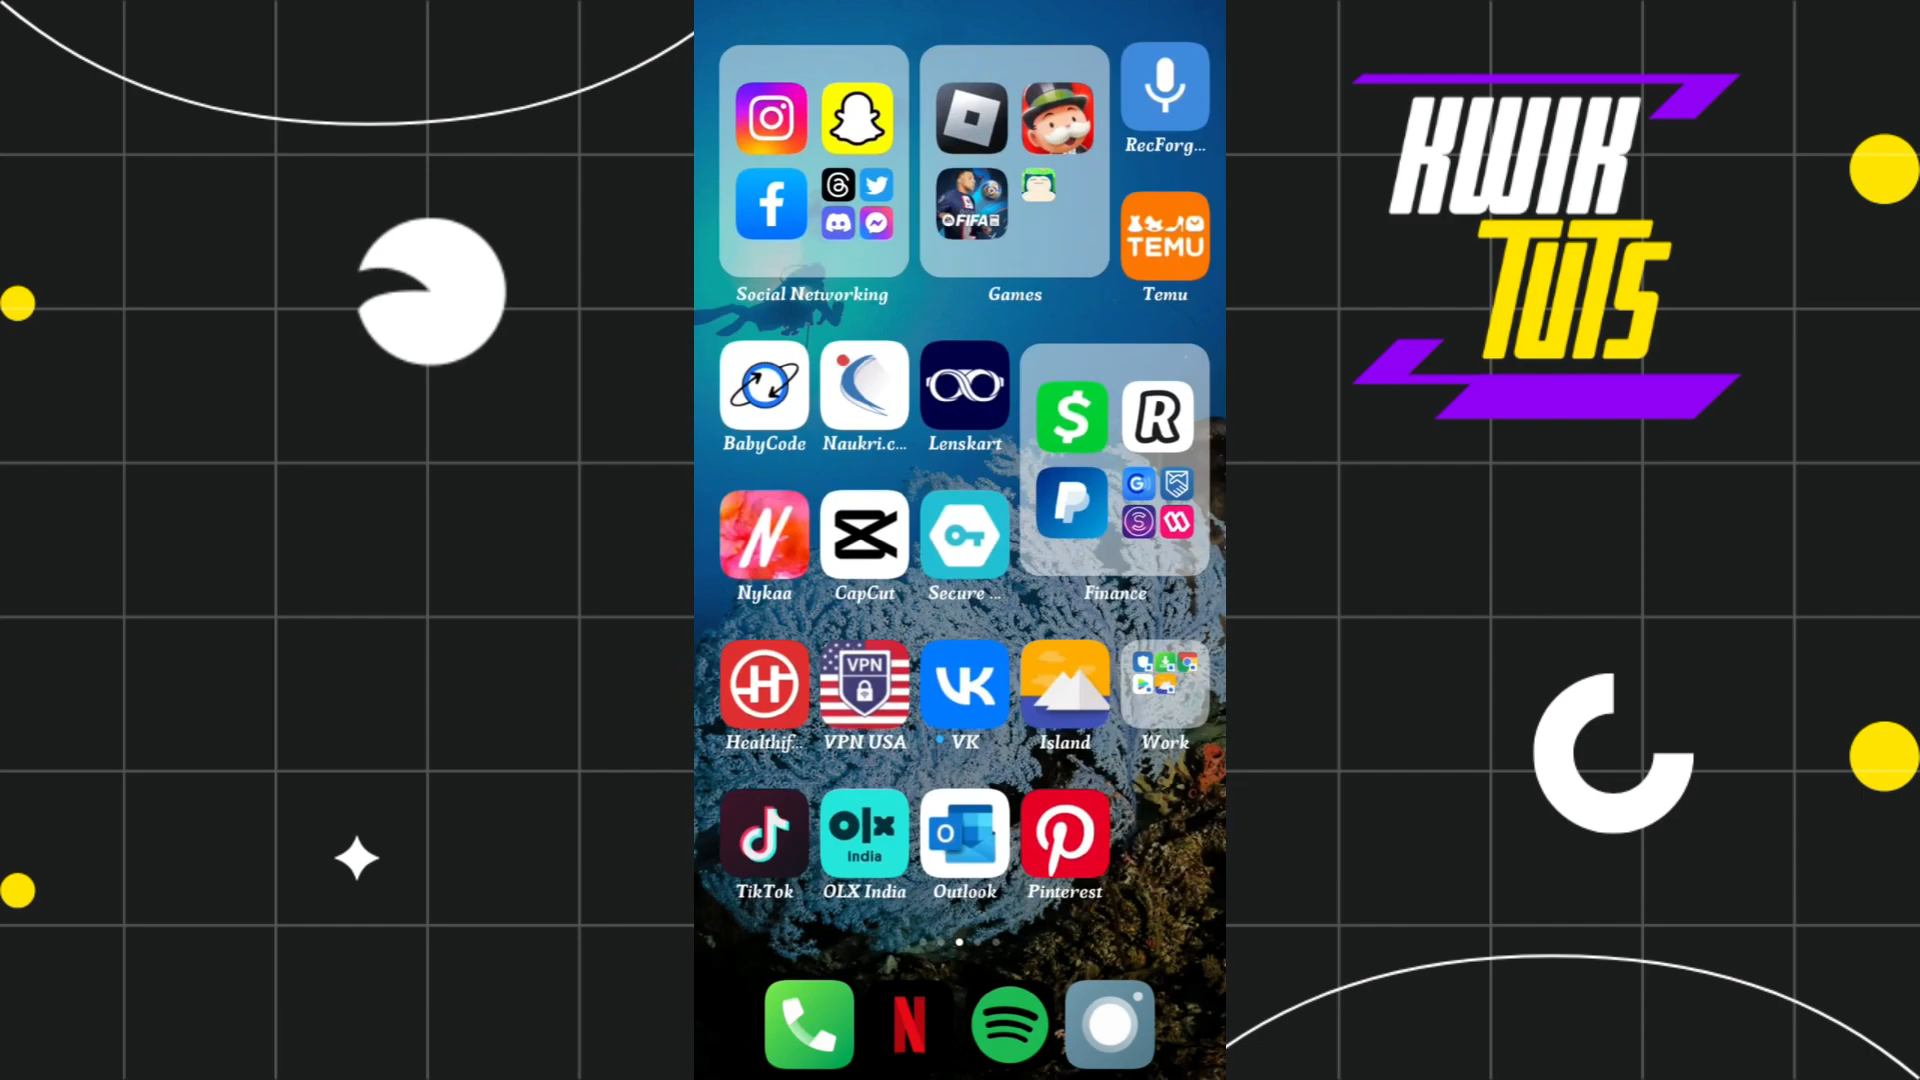 RecForg...
FIFA
TEMU
Social Networking
Games
Temu
BabyCode
Naukri.c...
Lenskart
Nykaa
CapCut
Secure ...
Finance
VPN
VK
Healthif...
VPN USA
VK
Island
Work
olx
India
TikTok
OLX India
Outlook
Pinterest
KWIK
TUTS